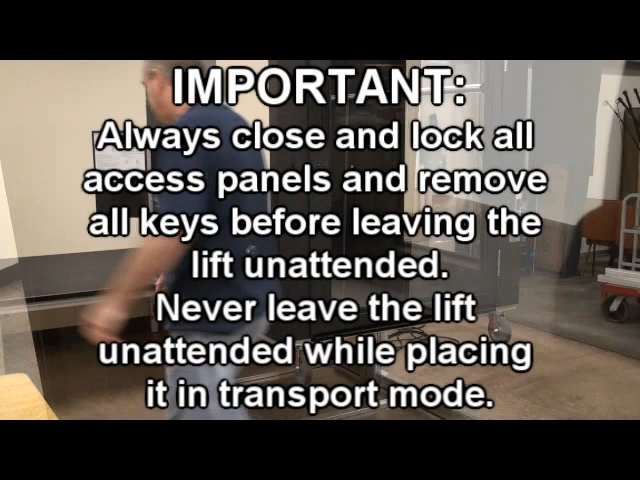 IMPORTANT:
Always close and lock all
access panels and remove
all keys before leaving the
lift unattended.
Never leave the lift
unattended while placing
it in transport mode.